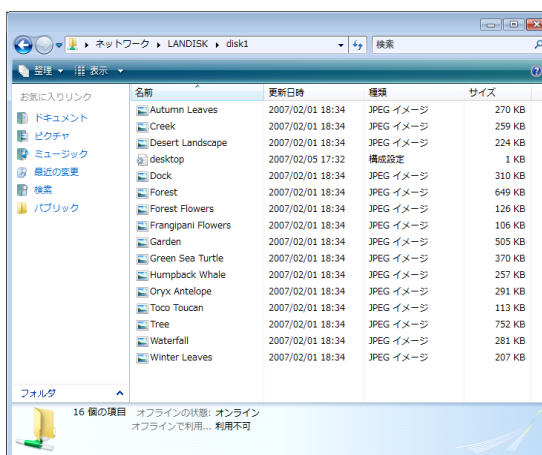 ネットワーク ▸ LANDISK ▸ disk1
検索
整理 表示
お気に入りリンク
ドキュメント
ピクチャ
ミュージック
最近の変更
検索
パブリック
フォルダ
名前 更新日時 種類 サイズ
Autumn Leaves 2007/02/01 18:34 JPEG イメージ 270 KB
Creek 2007/02/01 18:34 JPEG イメージ 259 KB
Desert Landscape 2007/02/01 18:34 JPEG イメージ 224 KB
desktop 2007/02/05 17:32 構成設定 1 KB
Dock 2007/02/01 18:34 JPEG イメージ 310 KB
Forest 2007/02/01 18:34 JPEG イメージ 649 KB
Forest Flowers 2007/02/01 18:34 JPEG イメージ 126 KB
Frangipani Flowers 2007/02/01 18:34 JPEG イメージ 106 KB
Garden 2007/02/01 18:34 JPEG イメージ 505 KB
Green Sea Turtle 2007/02/01 18:34 JPEG イメージ 370 KB
Humpback Whale 2007/02/01 18:34 JPEG イメージ 257 KB
Oryx Antelope 2007/02/01 18:34 JPEG イメージ 291 KB
Toco Toucan 2007/02/01 18:34 JPEG イメージ 113 KB
Tree 2007/02/01 18:34 JPEG イメージ 752 KB
Waterfall 2007/02/01 18:34 JPEG イメージ 281 KB
Winter Leaves 2007/02/01 18:34 JPEG イメージ 207 KB
16 個の項目 オフラインの状態: オンライン
オフラインで利用... 利用不可